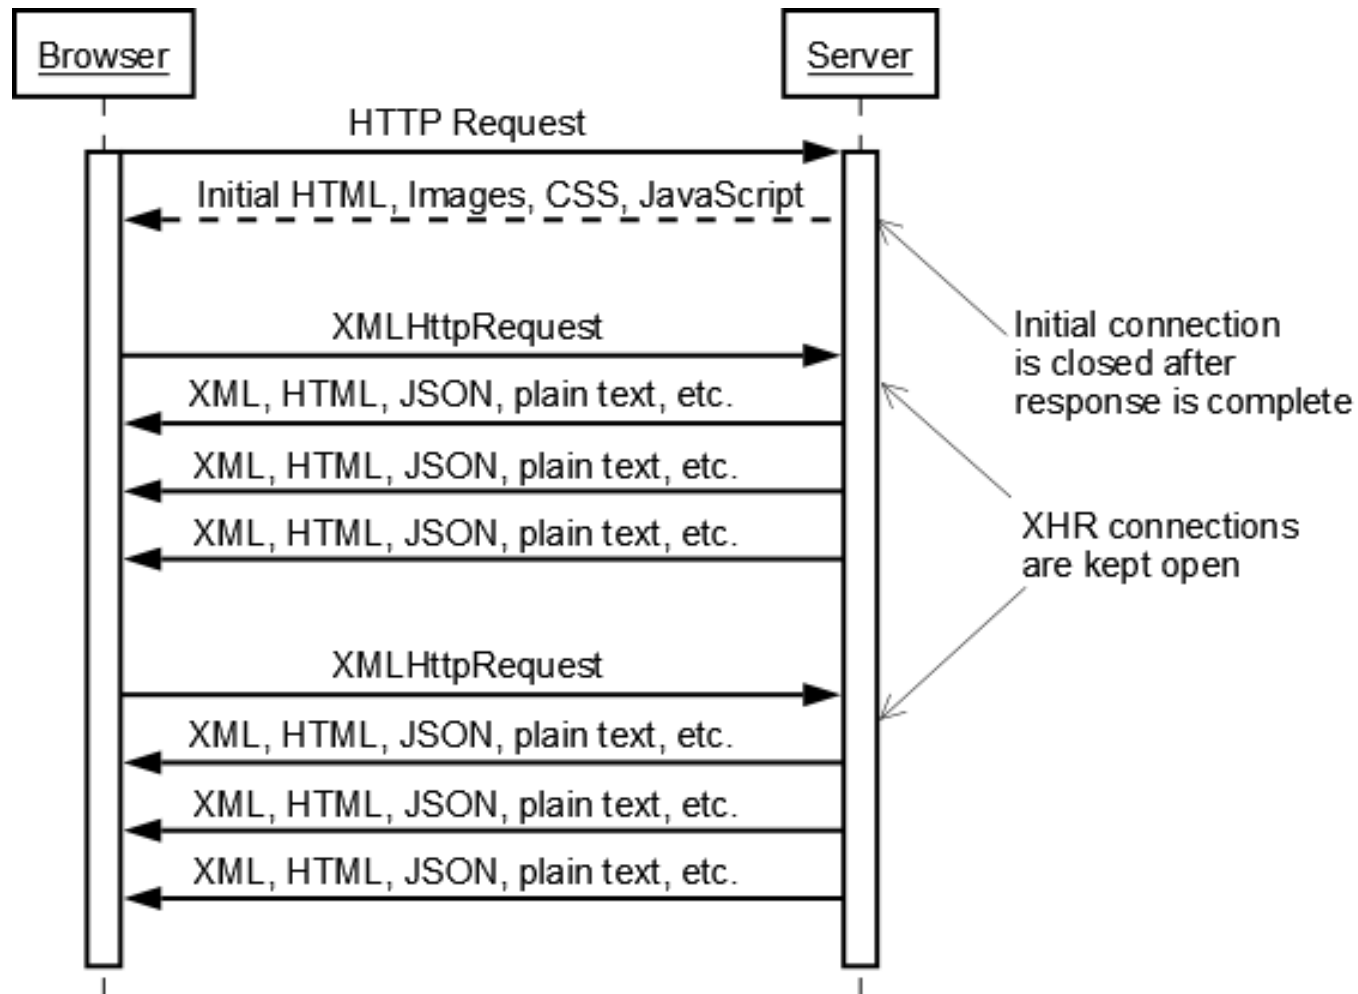 Browser
Server
HTTP Request
Initial HTML, Images, CSS, JavaScript
XMLHttpRequest
Initial connection
is closed after
response is complete
XML, HTML, JSON, plain text, etc.
XML, HTML, JSON, plain text, etc.
XML, HTML, JSON, plain text, etc.
XHR connections
are kept open
XMLHttpRequest
XML, HTML, JSON, plain text, etc.
XML, HTML, JSON, plain text, etc.
XML, HTML, JSON, plain text, etc.